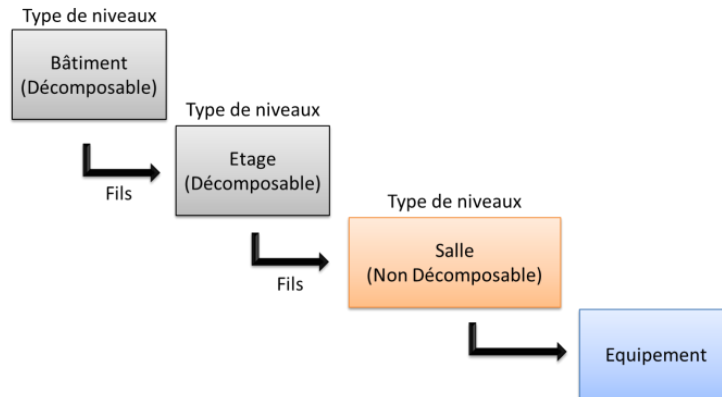 Type de niveaux
Bâtiment
(Décomposable)
Type de niveaux
Fils
Etage
(Décomposable)
Type de niveaux
Fils
Salle
(Non Décomposable)
Equipement